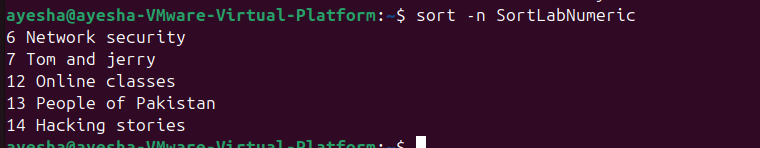 ayesha@ayesha-VMware-Virtual-Platform:~$ sort -n SortLabNumeric
6 Network security
7 Tom and jerry
12 Online classes
13 People of Pakistan
14 Hacking stories
ayesha@ayesha-VMware-Virtual-Platform:~$